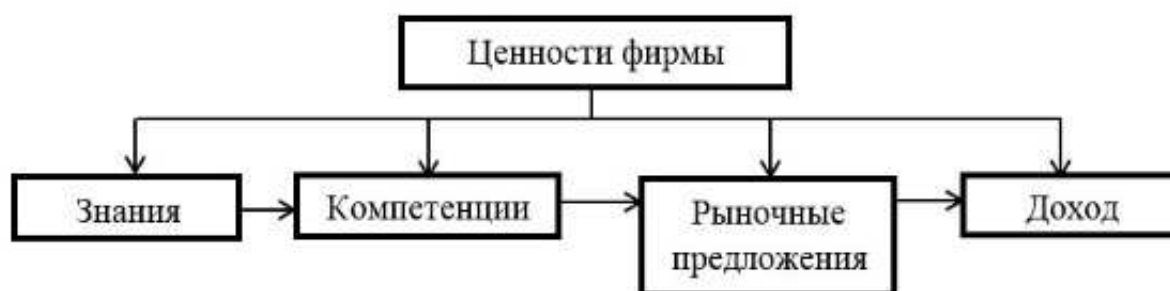 Ценности фирмы
Знания
Компетенции
Рыночные
предложения
Доход